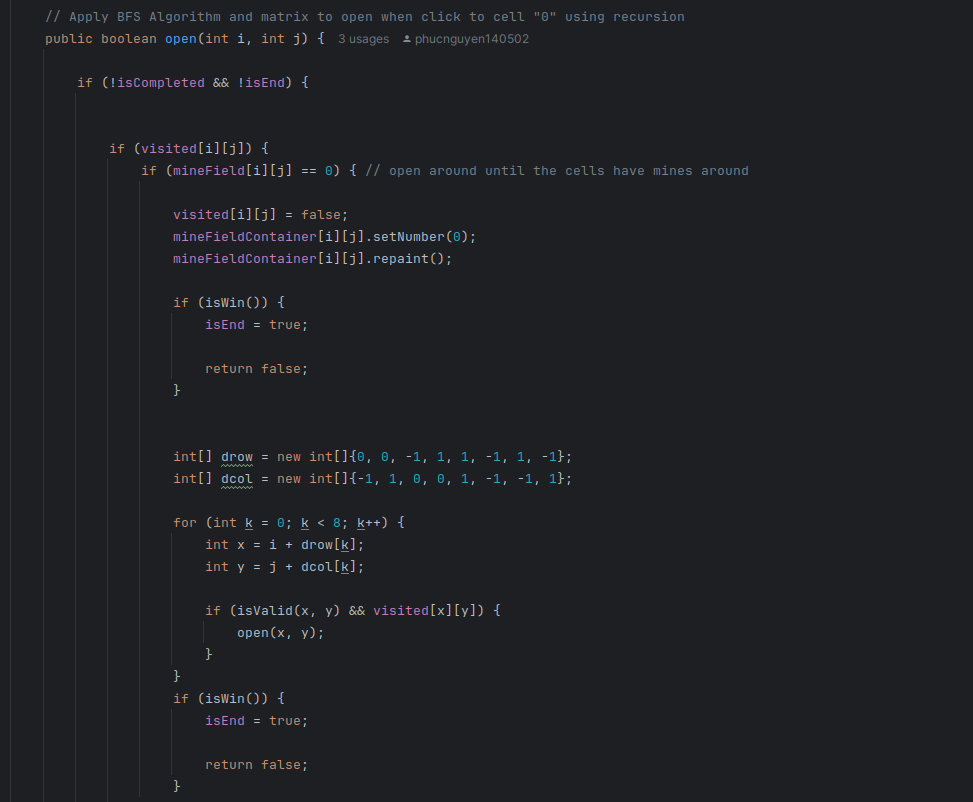 // Apply BFS Algorithm and matrix to open when click to cell "0" using recursion
public boolean open(int i, int j) { 3 usages phucnguyen140502
if (!isCompleted && !isEnd) {
if (visited[i][j]) {
if (mineField[i][j] == 0) { // open around until the cells have mines around
visited[i][j] = false;
mineFieldContainer[i][j].setNumber(0);
mineFieldContainer[i][j].repaint();
if (isWin()) {
isEnd = true;
return false;
}
int[] drow = new int[]{0, 0, -1, 1, 1, -1, 1, -1};
int[] dcol = new int[]{-1, 1, 0, 0, 1, -1, -1, 1};
for (int k = 0; k < 8; k++) {
int x = i + drow[k];
int y = j + dcol[k];
if (isValid(x, y) && visited[x][y]) {
open(x, y);
}
}
if (isWin()) {
isEnd = true;
return false;
}